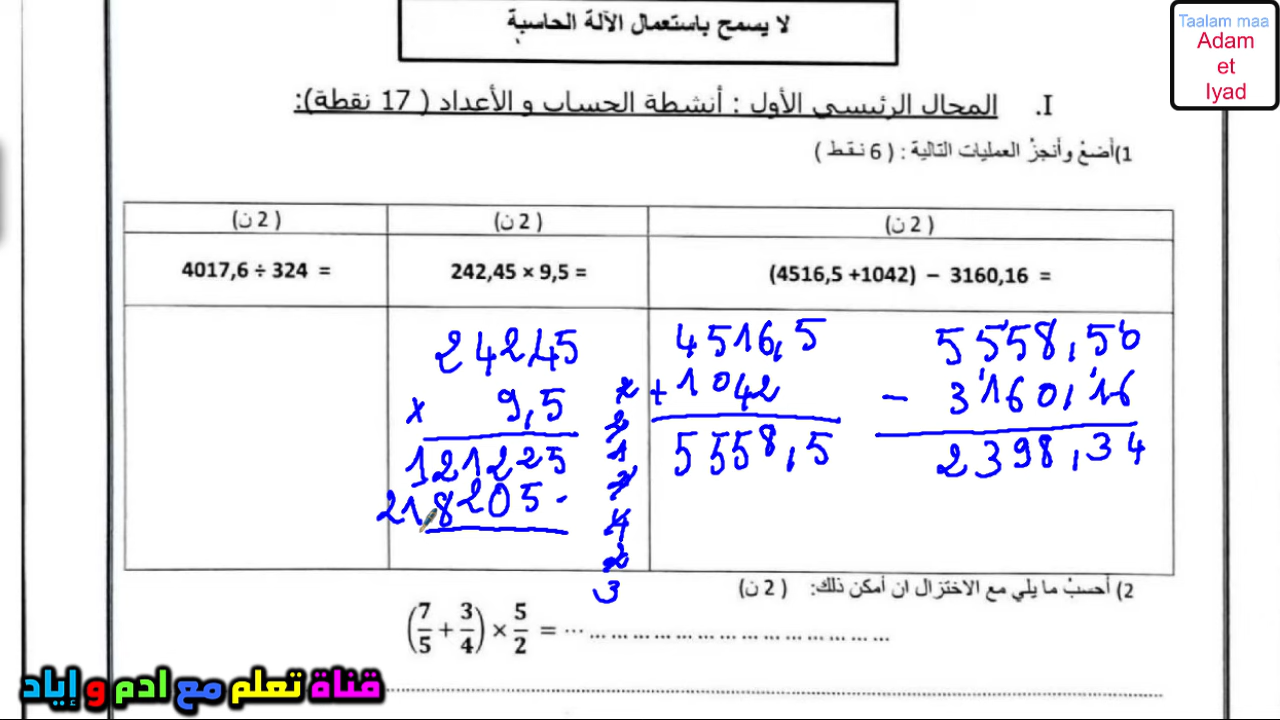 لا يسمح باستعمال الآلة الحاسبة
Taalam maa
Adam
et
Iyad
I. المحال الرئيسي الأول : أنشطة الحساب و الأعداد ( 17 نقطة):
1)أضعُ وأنجزُ العمليات التالية : ( 6 نقط )
( 2 ن) ( 2 ن) ( 2 ن)
(4516,5 +1042) – 3160,16 = 242,45 × 9,5 = 4017,6 ÷ 324 =
4516,5
+ 1042
5558,5
5558,50
- 3160,16
2398,34
242,45
x 9,5
121225
218205·
2) أحسبُ ما يلي مع الاختزال ان أمكن ذلك: ( 2 ن)
(7/5 + 3/4) × 5/2 = ... ... ... ... ... ... ... ... ... ... ... ... ... ... ...
قناة تعلم مع ادم و إياد